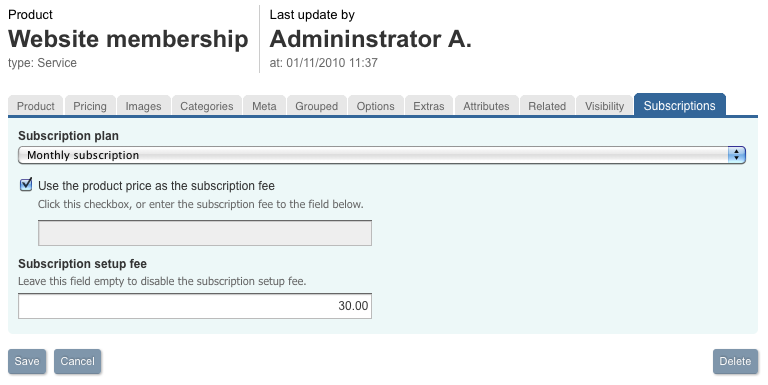 Product
Website membership
type: Service
Last update by
Admininstrator A.
at: 01/11/2010 11:37
Product Pricing Images Categories Meta Grouped Options Extras Attributes Related Visibility Subscriptions
Subscription plan
Monthly subscription
Use the product price as the subscription fee
Click this checkbox, or enter the subscription fee to the field below.
Subscription setup fee
Leave this field empty to disable the subscription setup fee.
30.00
Save Cancel Delete